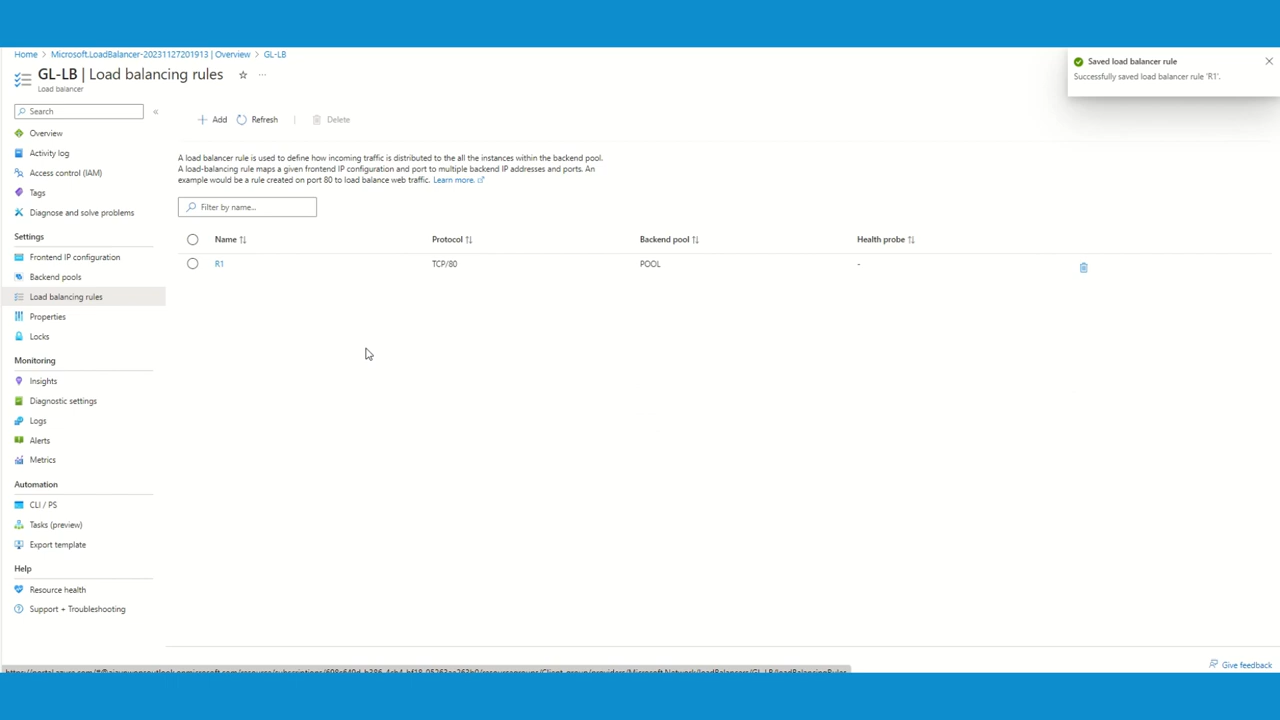 Home > Microsoft.LoadBalancer-20231127201913 | Overview > GL-LB
GL-LB | Load balancing rules
Load balancer
Saved load balancer rule
Successfully saved load balancer rule 'R1'.
Search
Add Refresh Delete
Overview
Activity log
Access control (IAM)
Tags
Diagnose and solve problems
Settings
Frontend IP configuration
Backend pools
Load balancing rules
Properties
Locks
Monitoring
Insights
Diagnostic settings
Logs
Alerts
Metrics
Automation
CLI / PS
Tasks (preview)
Export template
Help
Resource health
Support + Troubleshooting
A load balancer rule is used to define how incoming traffic is distributed to the all the instances within the backend pool.
A load-balancing rule maps a given frontend IP configuration and port to multiple backend IP addresses and ports. An
example would be a rule created on port 80 to load balance web traffic. Learn more.
Filter by name...
Name Protocol Backend pool Health probe
R1 TCP/80 POOL -
Give feedback